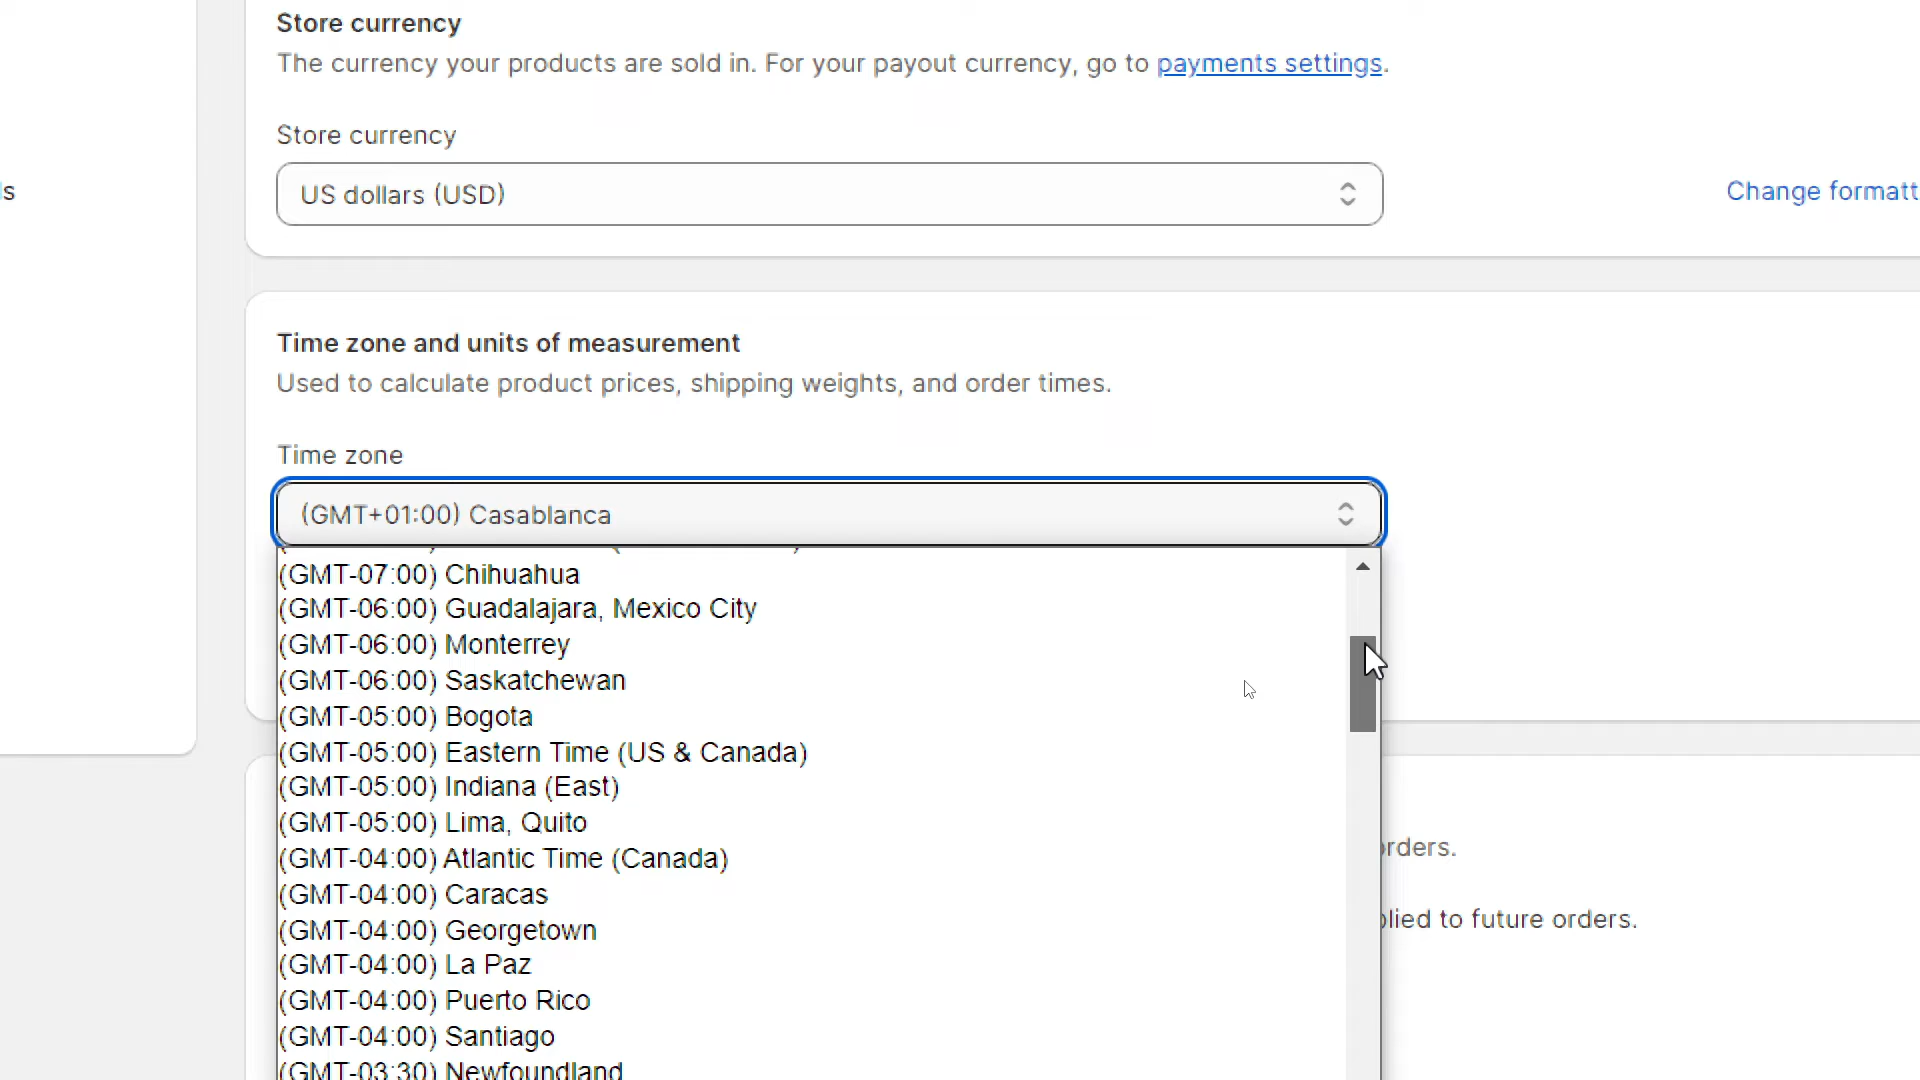 Store currency
The currency your products are sold in. For your payout currency, go to payments settings.
Store currency
US dollars (USD)
Change formatt
s
Time zone and units of measurement
Used to calculate product prices, shipping weights, and order times.
Time zone
(GMT+01:00) Casablanca
(GMT-07:00) Chihuahua
(GMT-06:00) Guadalajara, Mexico City
(GMT-06:00) Monterrey
(GMT-06:00) Saskatchewan
(GMT-05:00) Bogota
(GMT-05:00) Eastern Time (US & Canada)
(GMT-05:00) Indiana (East)
(GMT-05:00) Lima, Quito
(GMT-04:00) Atlantic Time (Canada)
orders.
(GMT-04:00) Caracas
plied to future orders.
(GMT-04:00) Georgetown
(GMT-04:00) La Paz
(GMT-04:00) Puerto Rico
(GMT-04:00) Santiago
(GMT-03:30) Newfoundland